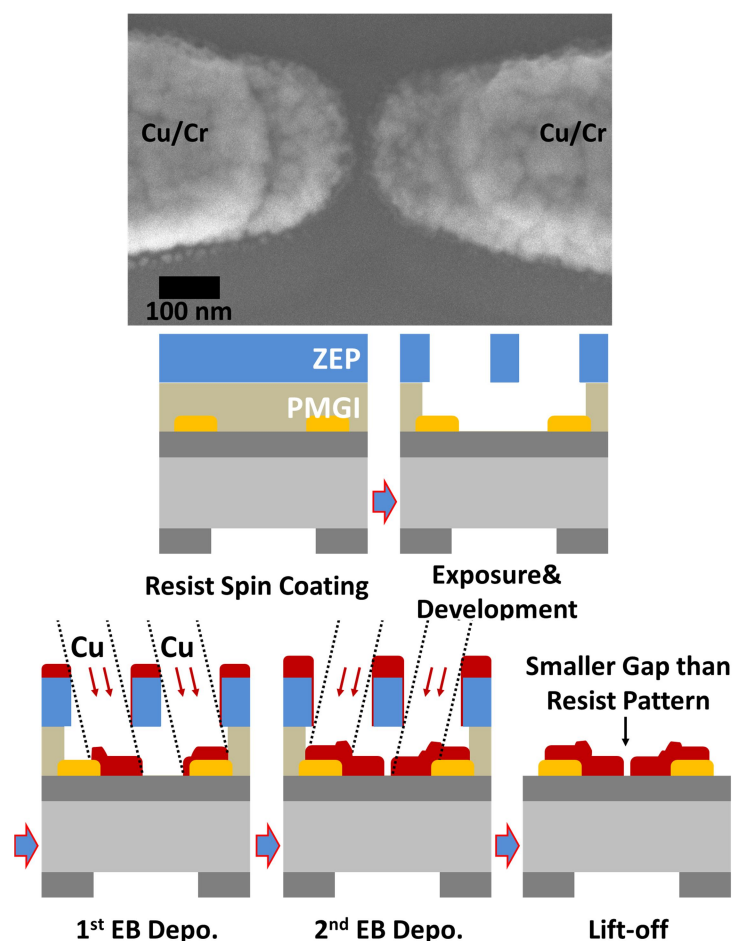 Cu/Cr
Cu/Cr
100 nm
ZEP
PMGI
Resist Spin Coating
Exposure&
Development
Cu
Cu
Smaller Gap than
Resist Pattern
1st EB Depo.
2nd EB Depo.
Lift-off